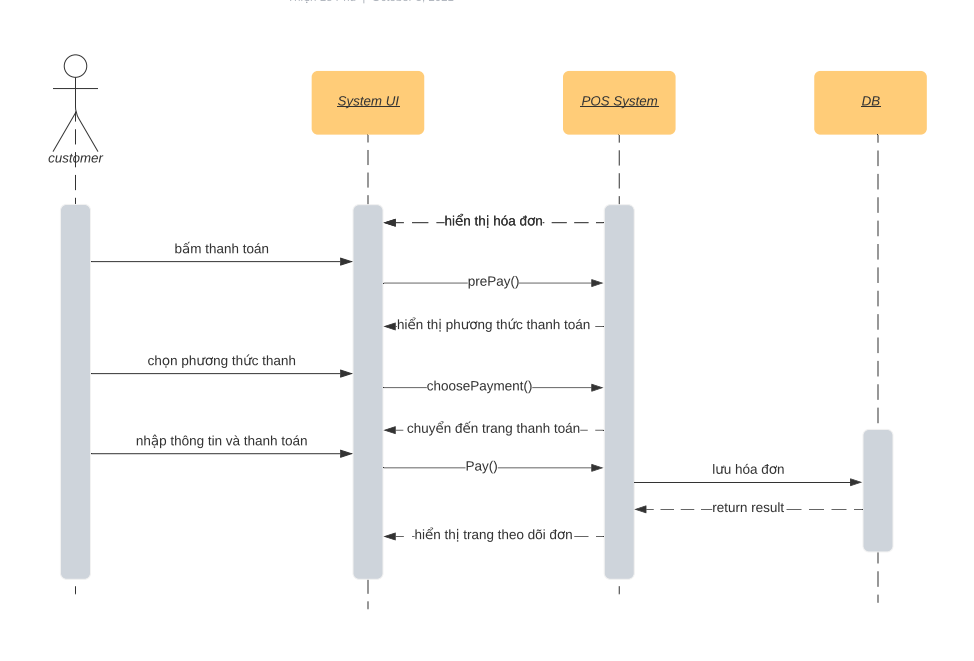 System UI
POS System
DB
customer
hiển thị hóa đơn
bấm thanh toán
prePay()
hiển thị phương thức thanh toán
chọn phương thức thanh
choosePayment()
chuyển đến trang thanh toán
nhập thông tin và thanh toán
Pay()
lưu hóa đơn
return result
hiển thị trang theo dõi đơn